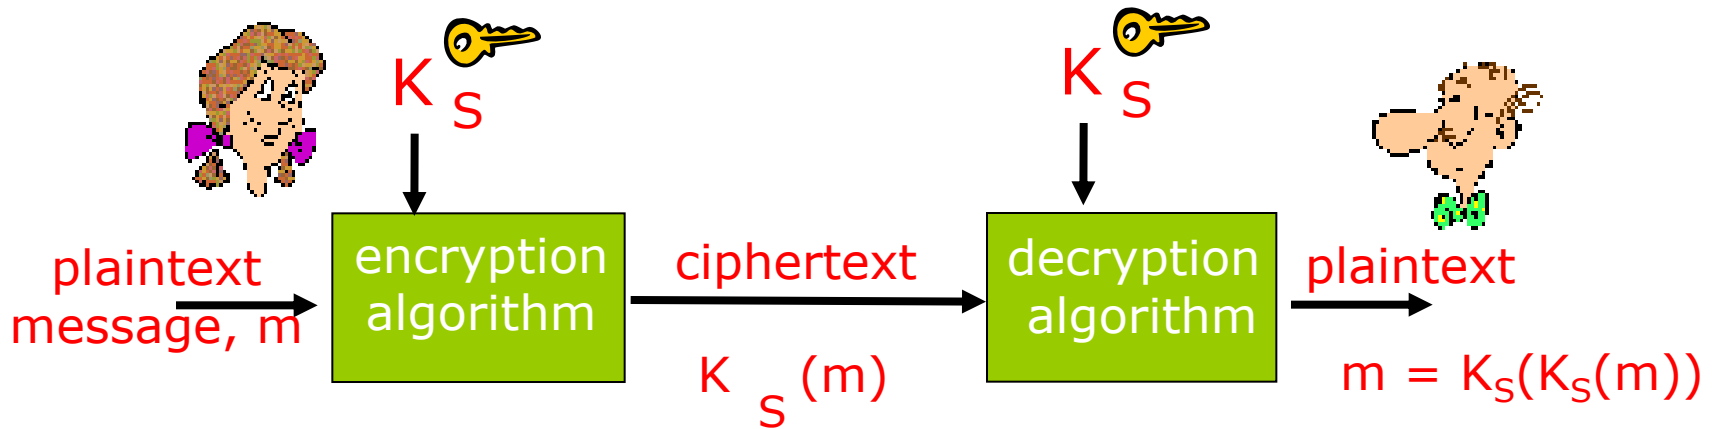 K S
K S
plaintext
message, m
encryption
algorithm
ciphertext
K S (m)
decryption
algorithm
plaintext
m = KS(KS(m))